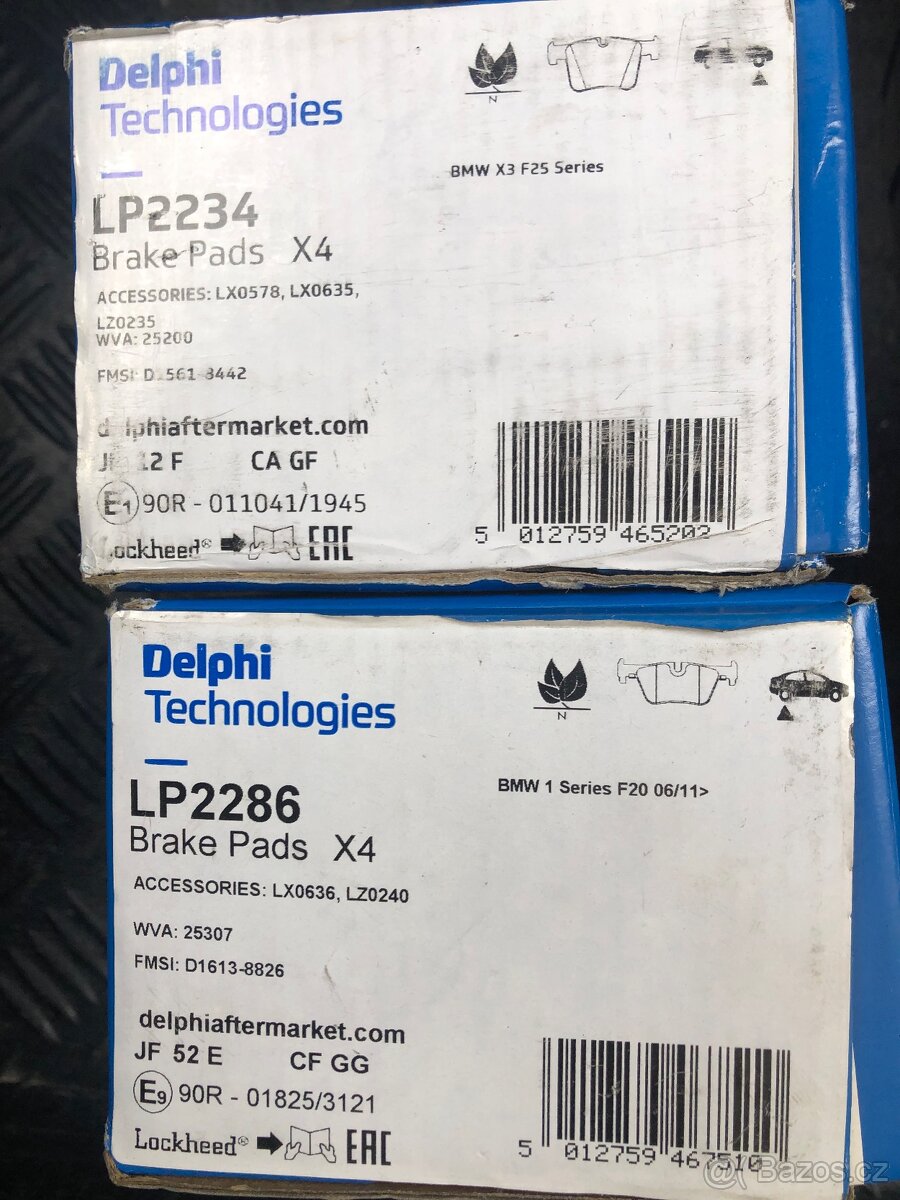 Delphi
Technologies
N
BMW X3 F25 Series
LP2234
Brake Pads X4
ACCESSORIES: LX0578, LX0635,
LZ0235
WVA: 25200
FMSI: D 561 8442
lphiaftermarket.com
12 F CA GF
E1 90R - 011041/1945
Lockheed® EAC
5 012759 465202
Delphi
Technologies
N
BMW 1 Series F20 06/11>
LP2286
Brake Pads X4
ACCESSORIES: LX0636, LZ0240
WVA: 25307
FMSI: D1613-8826
delphiaftermarket.com
JF 52 E CF GG
E9 90R - 01825/3121
Lockheed® EAC
5 012759 467510
@ Bazos.cz